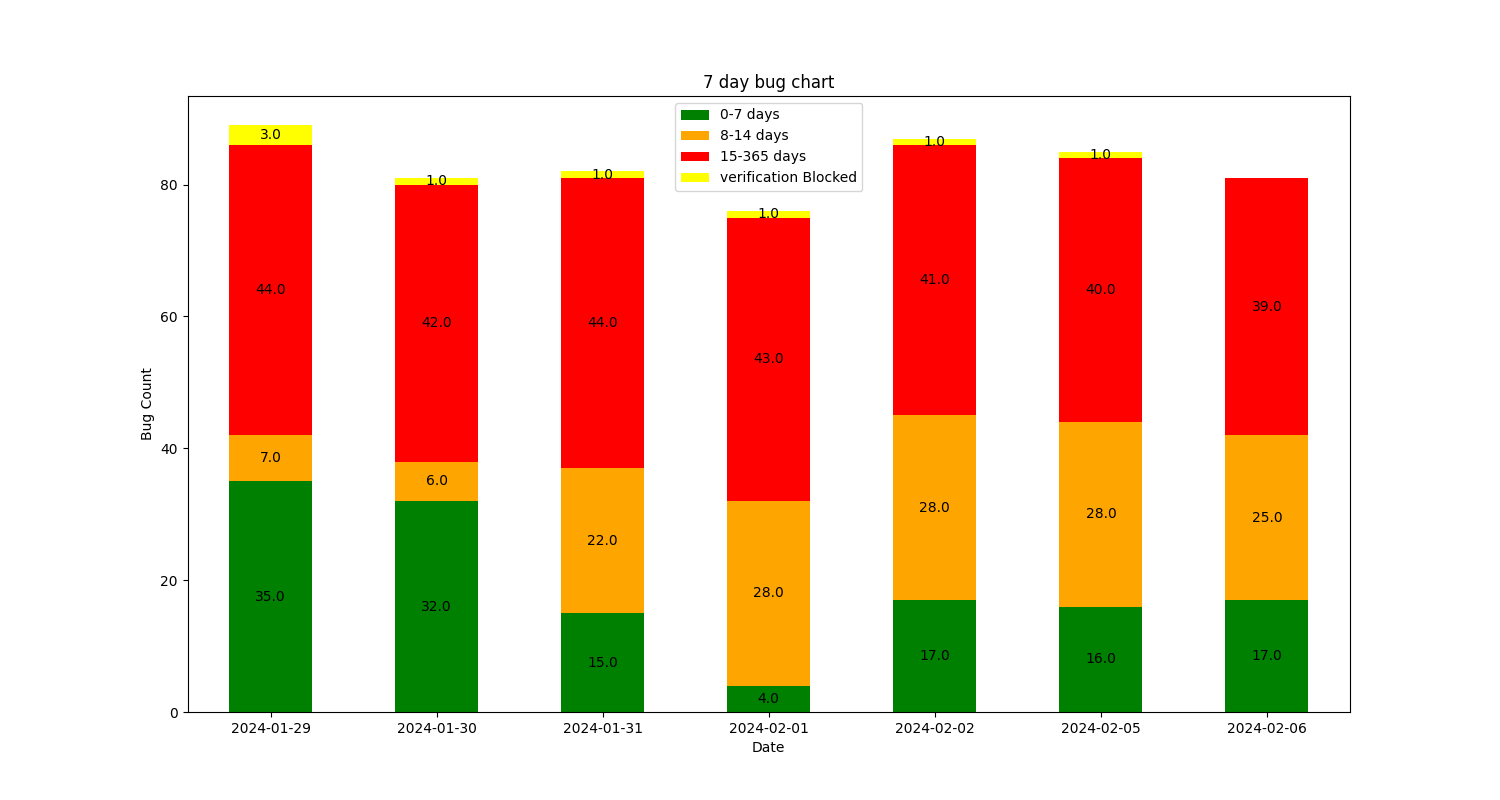 7 day bug chart
0-7 days
8-14 days
15-365 days
verification Blocked
Bug Count
80
60
40
20
0
3.0 1.0 1.0 1.0 1.0 1.0
44.0 42.0 44.0 43.0 41.0 40.0 39.0
7.0 6.0 22.0 28.0 28.0 28.0 25.0
35.0 32.0 15.0 4.0 17.0 16.0 17.0
2024-01-29 2024-01-30 2024-01-31 2024-02-01 2024-02-02 2024-02-05 2024-02-06
Date